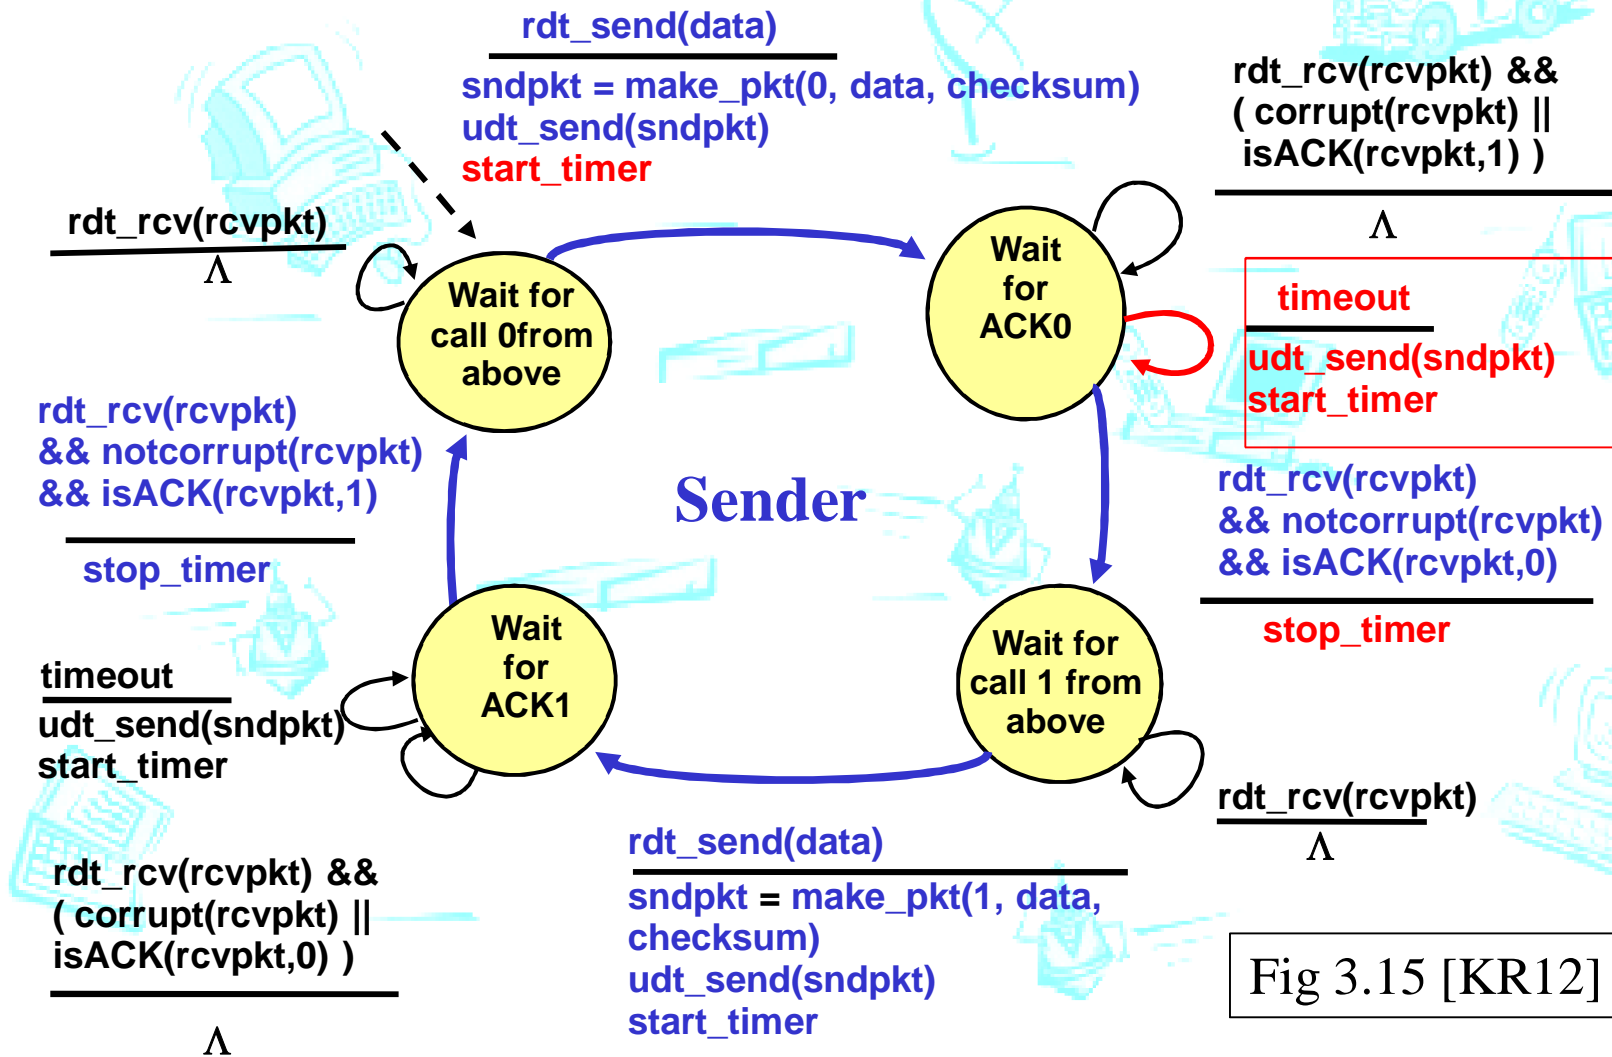 rdt_send(data)
sndpkt = make_pkt(0, data, checksum)
udt_send(sndpkt)
start_timer
rdt_rcv(rcvpkt) &&
( corrupt(rcvpkt) ||
isACK(rcvpkt,1) )
Λ
rdt_rcv(rcvpkt)
Λ
Wait for
call 0from
above
Wait
for
ACK0
timeout
udt_send(sndpkt)
start_timer
rdt_rcv(rcvpkt)
&& notcorrupt(rcvpkt)
&& isACK(rcvpkt,1)
stop_timer
Sender
rdt_rcv(rcvpkt)
&& notcorrupt(rcvpkt)
&& isACK(rcvpkt,0)
stop_timer
Wait
for
ACK1
Wait for
call 1 from
above
timeout
udt_send(sndpkt)
start_timer
rdt_rcv(rcvpkt)
Λ
rdt_rcv(rcvpkt) &&
( corrupt(rcvpkt) ||
isACK(rcvpkt,0) )
Λ
rdt_send(data)
sndpkt = make_pkt(1, data,
checksum)
udt_send(sndpkt)
start_timer
Fig 3.15 [KR12]